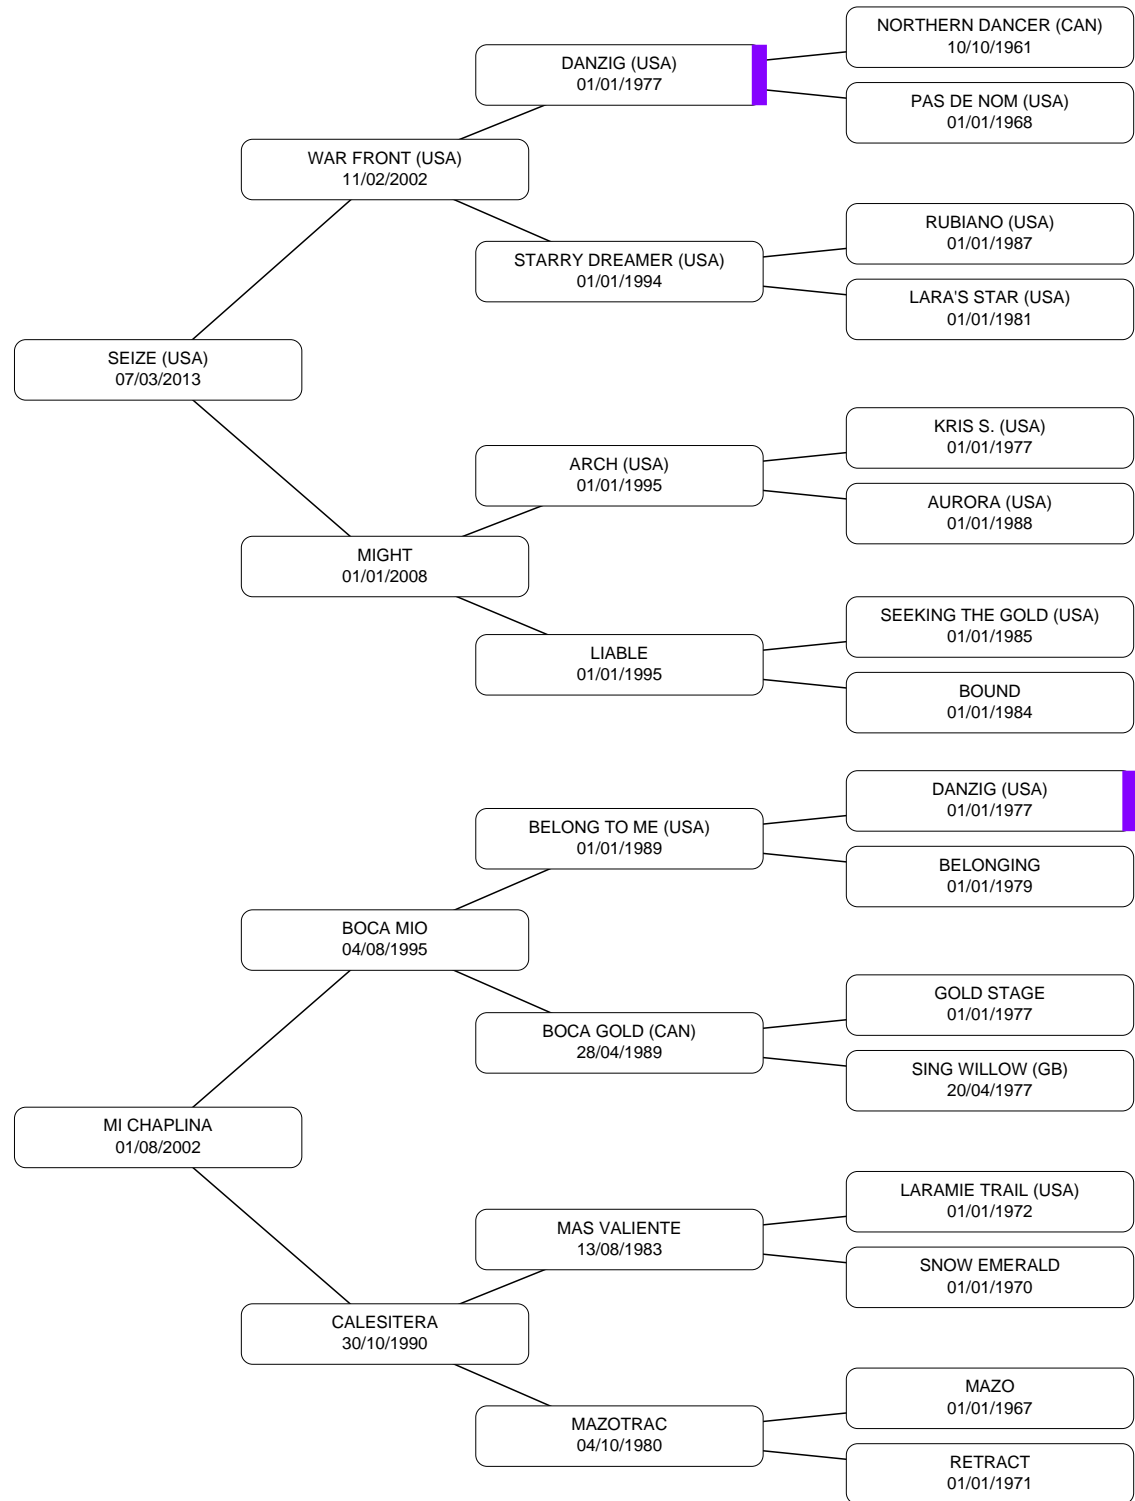 NORTHERN DANCER (CAN)
10/10/1961
DANZIG (USA)
01/01/1977
PAS DE NOM (USA)
01/01/1968
WAR FRONT (USA)
11/02/2002
RUBIANO (USA)
01/01/1987
STARRY DREAMER (USA)
01/01/1994
LARA'S STAR (USA)
01/01/1981
SEIZE (USA)
07/03/2013
KRIS S. (USA)
01/01/1977
ARCH (USA)
01/01/1995
AURORA (USA)
01/01/1988
MIGHT
01/01/2008
SEEKING THE GOLD (USA)
01/01/1985
LIABLE
01/01/1995
BOUND
01/01/1984
DANZIG (USA)
01/01/1977
BELONG TO ME (USA)
01/01/1989
BELONGING
01/01/1979
BOCA MIO
04/08/1995
GOLD STAGE
01/01/1977
BOCA GOLD (CAN)
28/04/1989
SING WILLOW (GB)
20/04/1977
MI CHAPLINA
01/08/2002
LARAMIE TRAIL (USA)
01/01/1972
MAS VALIENTE
13/08/1983
SNOW EMERALD
01/01/1970
CALESITERA
30/10/1990
MAZO
01/01/1967
MAZOTRAC
04/10/1980
RETRACT
01/01/1971